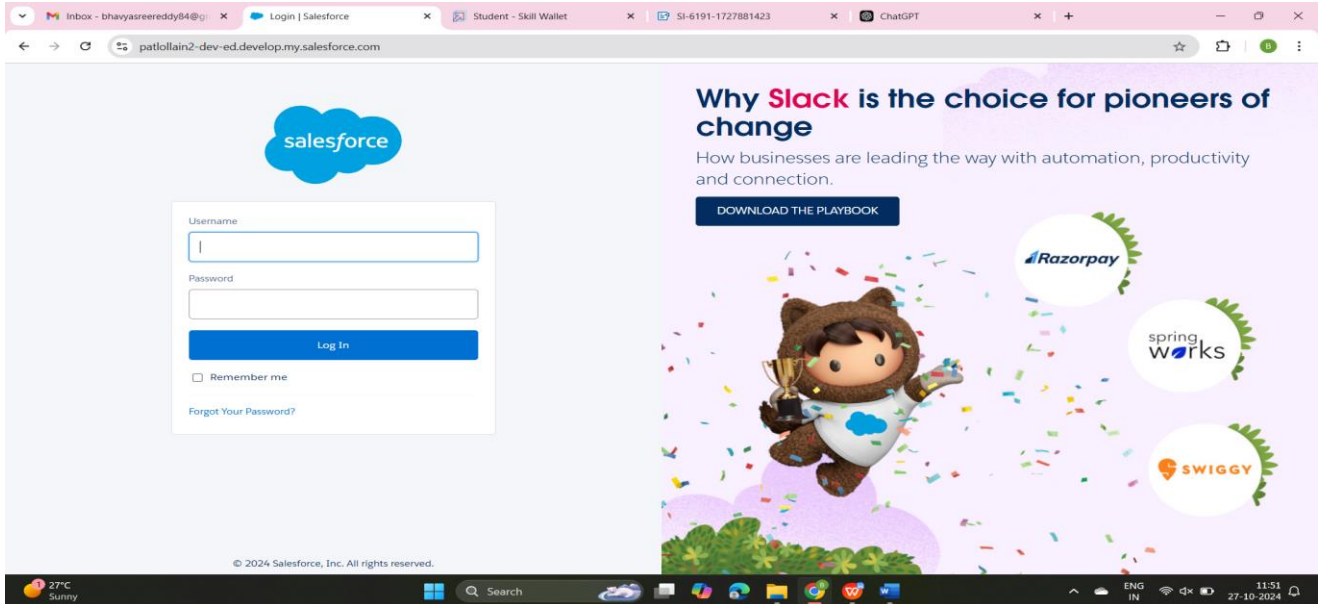 Inbox - bhavyasreereddy84@g
Login | Salesforce
Student - Skill Wallet
SI-6191-1727881423
ChatGPT
patlollain2-dev-ed.develop.my.salesforce.com
B
salesforce
Username
Password
Log In
Remember me
Forgot Your Password?
© 2024 Salesforce, Inc. All rights reserved.
Why Slack is the choice for pioneers of
change
How businesses are leading the way with automation, productivity
and connection.
DOWNLOAD THE PLAYBOOK
Razorpay
spring
works
SWIGGY
1
27°C
Sunny
Search
ENG
IN
11:51
27-10-2024